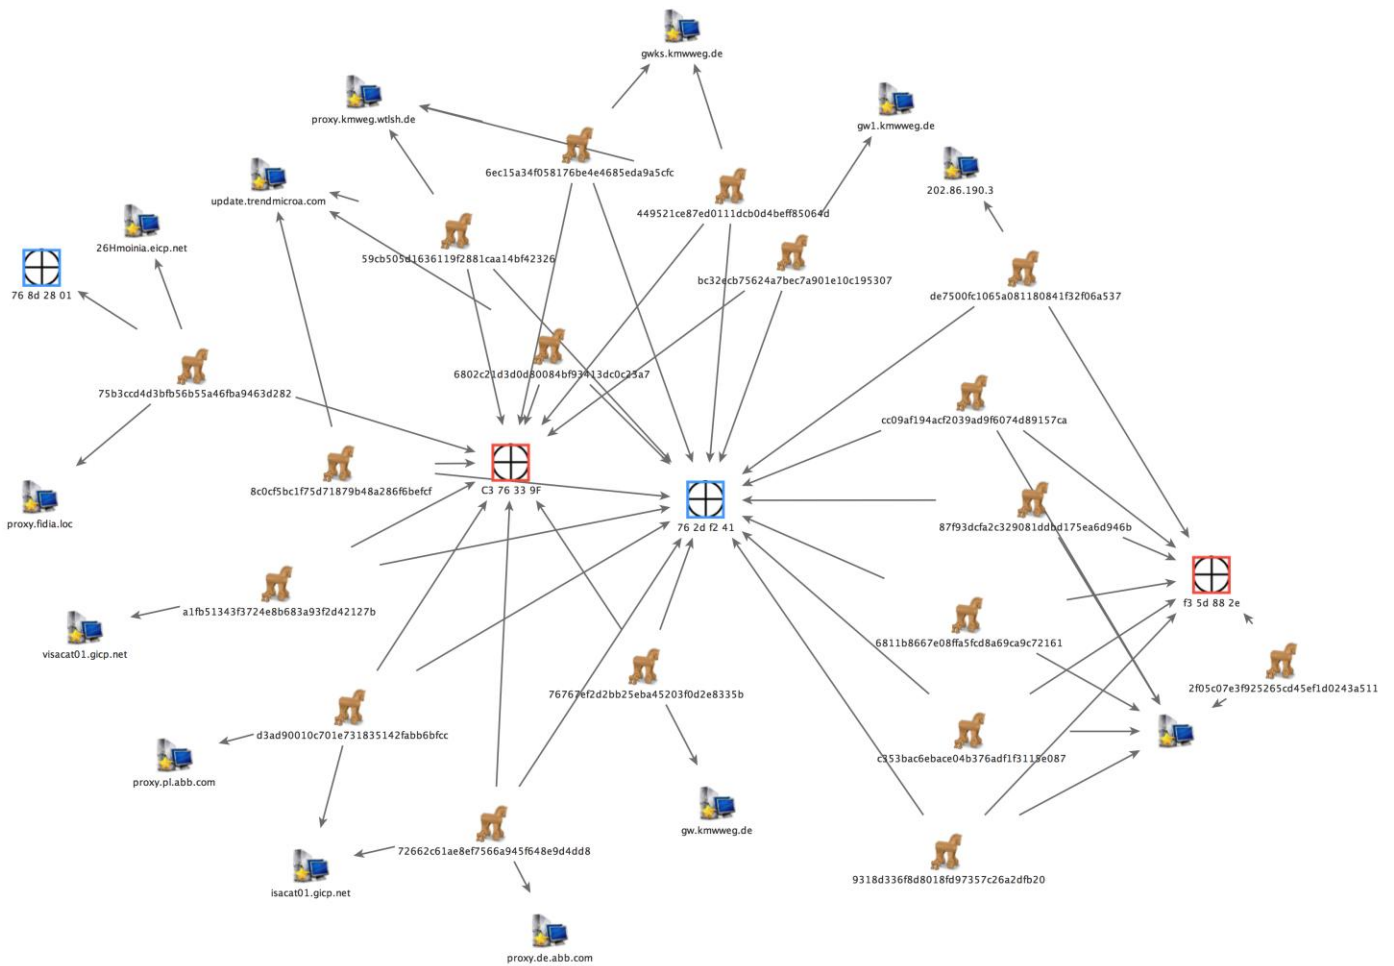 gwks.kmwweg.de
proxy.kmweg.wtlsh.de
gw1.kmwweg.de
6ec15a34f058176be4e4685eda9a5cfc
202.86.190.3
update.trendmicroa.com
449521ce87ed0111dcb0d4beff85064d
26Hmoinia.eicp.net
59cb505d1636119f2881caa14bf42326
bc32ecb75624a7bec7a901e10c195307
76 8d 28 01
de7500fc1065a081180841f32f06a537
6802c21d3d0d80084bf93413dc0c23a7
75b3ccd4d3bfb56b55a46fba9463d282
cc09af194acf2039ad9f6074d89157ca
8c0cf5bc1f75d71879b48a286f6befcf
C3 76 33 9F
proxy.fidia.loc
76 2d f2 41
87f93dcfa2c329081ddbd175ea6d946b
a1fb51343f3724e8b683a93f2d42127b
f3 5d 88 2e
6811b8667e08ffa5fcd8a69ca9c72161
visacat01.gicp.net
76767ef2d2bb25eba45203f0d2e8335b
2f05c07e3f925265cd45ef1d0243a511
d3ad90010c701e731835142fabb6bfcc
c353bac6ebace04b376adf1f3115e087
proxy.pl.abb.com
gw.kmwweg.de
72662c61ae8ef7566a945f648e9d4dd8
isacat01.gicp.net
9318d336f8d8018fd97357c26a2dfb20
proxy.de.abb.com